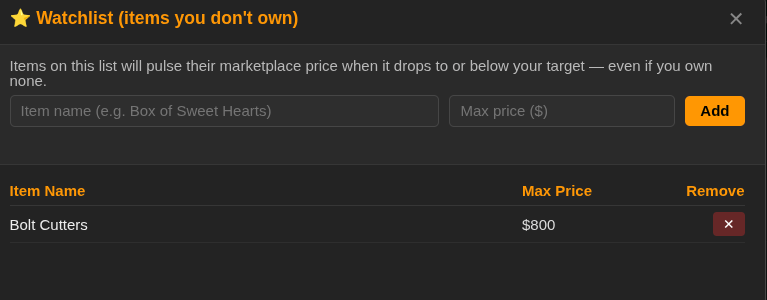 ⭐ Watchlist (items you don't own) ✕
Items on this list will pulse their marketplace price when it drops to or below your target — even if you own
none.
Item name (e.g. Box of Sweet Hearts) Max price ($) Add
Item Name Max Price Remove
Bolt Cutters $800 ✕